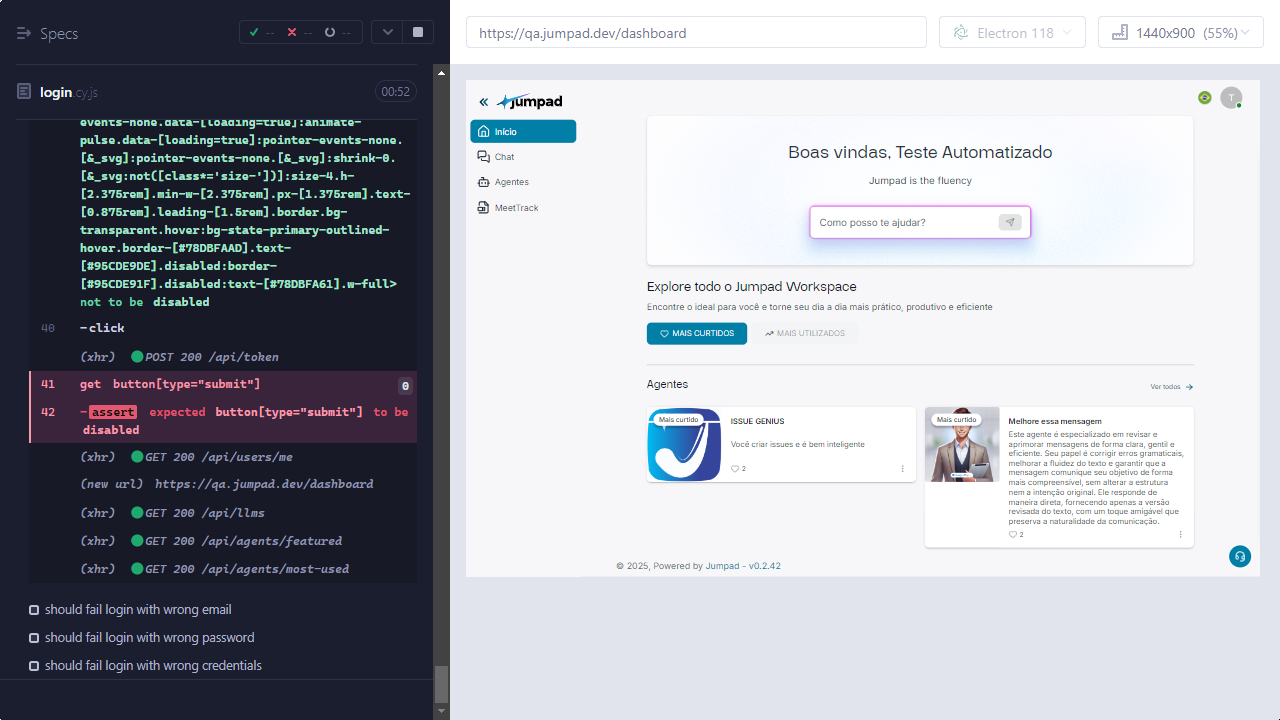 Specs
-- -- --
login.cy.js
00:52
events-none.data-[loading=true]:animate-
pulse.data-[loading=true]:pointer-events-none.
[&_svg]:pointer-events-none.[&_svg]:shrink-0.
[&_svg:not([class*='size-'])]:size-4.h-
[2.375rem].min-w-[2.375rem].px-[1.375rem].text-
[0.875rem].leading-[1.5rem].border.bg-
transparent.hover:bg-state-primary-outlined-
hover.border-[#78DBFAAD].text-
[#95CDE9DE].disabled:border-
[#95CDE91F].disabled:text-[#78DBFA61].w-full>
not to be disabled
40 -click
(xhr) POST 200 /api/token
41 get button[type="submit"] 0
42 -assert expected button[type="submit"] to be
disabled
(xhr) GET 200 /api/users/me
(new url) https://qa.jumpad.dev/dashboard
(xhr) GET 200 /api/llms
(xhr) GET 200 /api/agents/featured
(xhr) GET 200 /api/agents/most-used
should fail login with wrong email
should fail login with wrong password
should fail login with wrong credentials
https://qa.jumpad.dev/dashboard
Electron 118
1440x900 (55%)
jumpad
T
Início
Chat
Agentes
MeetTrack
Boas vindas, Teste Automatizado
Jumpad is the fluency
Como posso te ajudar?
Explore todo o Jumpad Workspace
Encontre o ideal para você e torne seu dia a dia mais prático, produtivo e eficiente
MAIS CURTIDOS
MAIS UTILIZADOS
Agentes
Ver todos
Mais curtido
ISSUE GENIUS
Você criar issues e é bem inteligente
2
Mais curtido
Melhore essa mensagem
Este agente é especializado em revisar e
aprimorar mensagens de forma clara, gentil e
eficiente. Seu papel é corrigir erros gramaticais,
melhorar a fluidez do texto e garantir que a
mensagem comunique seu objetivo de forma
mais compreensível, sem alterar a estrutura
nem a intenção original. Ele responde de
maneira direta, fornecendo apenas a versão
revisada do texto, com um toque amigável que
preserva a naturalidade da comunicação.
2
© 2025, Powered by Jumpad - v0.2.42